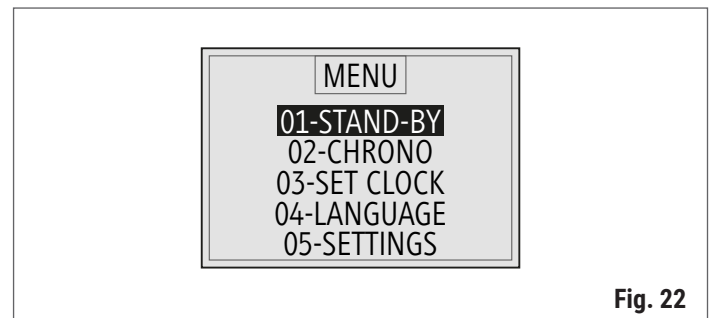 MENU
01-STAND-BY
02-CHRONO
03-SET CLOCK
04-LANGUAGE
05-SETTINGS
Fig. 22